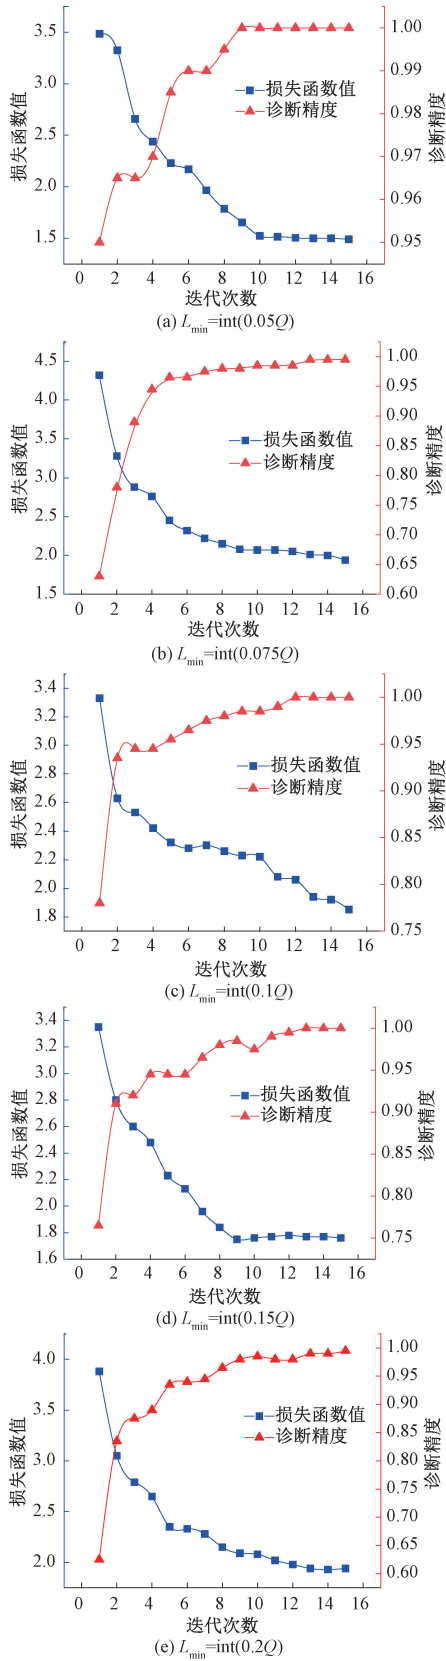 3.5
3.0
2.5
2.0
1.5
损失函数值
1.00
0.99
0.98
0.97
0.96
0.95
诊断精度
损失函数值
诊断精度
0 2 4 6 8 10 12 14 16
迭代次数
(a) Lmin=int(0.05Q)
4.5
4.0
3.5
3.0
2.5
2.0
1.5
损失函数值
1.00
0.95
0.90
0.85
0.80
0.75
0.70
0.65
0.60
诊断精度
损失函数值
诊断精度
0 2 4 6 8 10 12 14 16
迭代次数
(b) Lmin=int(0.075Q)
3.4
3.2
3.0
2.8
2.6
2.4
2.2
2.0
1.8
损失函数值
1.00
0.95
0.90
0.85
0.80
0.75
诊断精度
损失函数值
诊断精度
0 2 4 6 8 10 12 14 16
迭代次数
(c) Lmin=int(0.1Q)
3.4
3.2
3.0
2.8
2.6
2.4
2.2
2.0
1.8
1.6
损失函数值
1.00
0.95
0.90
0.85
0.80
0.75
诊断精度
损失函数值
诊断精度
0 2 4 6 8 10 12 14 16
迭代次数
(d) Lmin=int(0.15Q)
4.0
3.5
3.0
2.5
2.0
损失函数值
1.00
0.95
0.90
0.85
0.80
0.75
0.70
0.65
0.60
诊断精度
损失函数值
诊断精度
0 2 4 6 8 10 12 14 16
迭代次数
(e) Lmin=int(0.2Q)